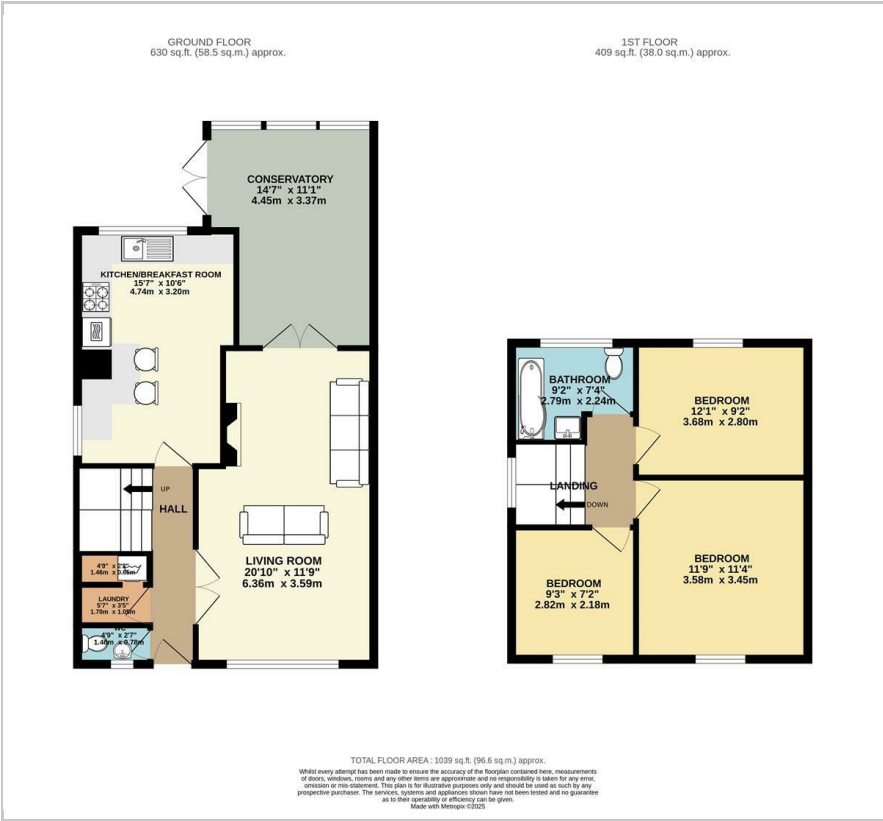 GROUND FLOOR
630 sq.ft. (58.5 sq.m.) approx.
1ST FLOOR
409 sq.ft. (38.0 sq.m.) approx.
CONSERVATORY
14'7" x 11'1"
4.45m x 3.37m
KITCHEN/BREAKFAST ROOM
15'7" x 10'6"
4.74m x 3.20m
UP
HALL
LIVING ROOM
20'10" x 11'9"
6.36m x 3.59m
4'9" x
1.46m x
LAUNDRY
5'7" x 3'5"
1.70m x
WC
4'9" x 2'7"
1.46m x 0.78m
BATHROOM
9'2" x 7'4"
2.79m x 2.24m
BEDROOM
12'1" x 9'2"
3.68m x 2.80m
LANDING
DOWN
BEDROOM
11'9" x 11'4"
3.58m x 3.45m
BEDROOM
9'3" x 7'2"
2.82m x 2.18m
TOTAL FLOOR AREA : 1039 sq.ft. (96.6 sq.m.) approx.
Whilst every attempt has been made to ensure the accuracy of the floorplan contained here, measurements
of doors, windows, rooms and any other items are approximate and no responsibility is taken for any error,
omission or mis-statement. This plan is for illustrative purposes only and should be used as such by any
prospective purchaser. The services, systems and appliances shown have not been tested and no guarantee
as to their operability or efficiency can be given.
Made with Metropix ©2025